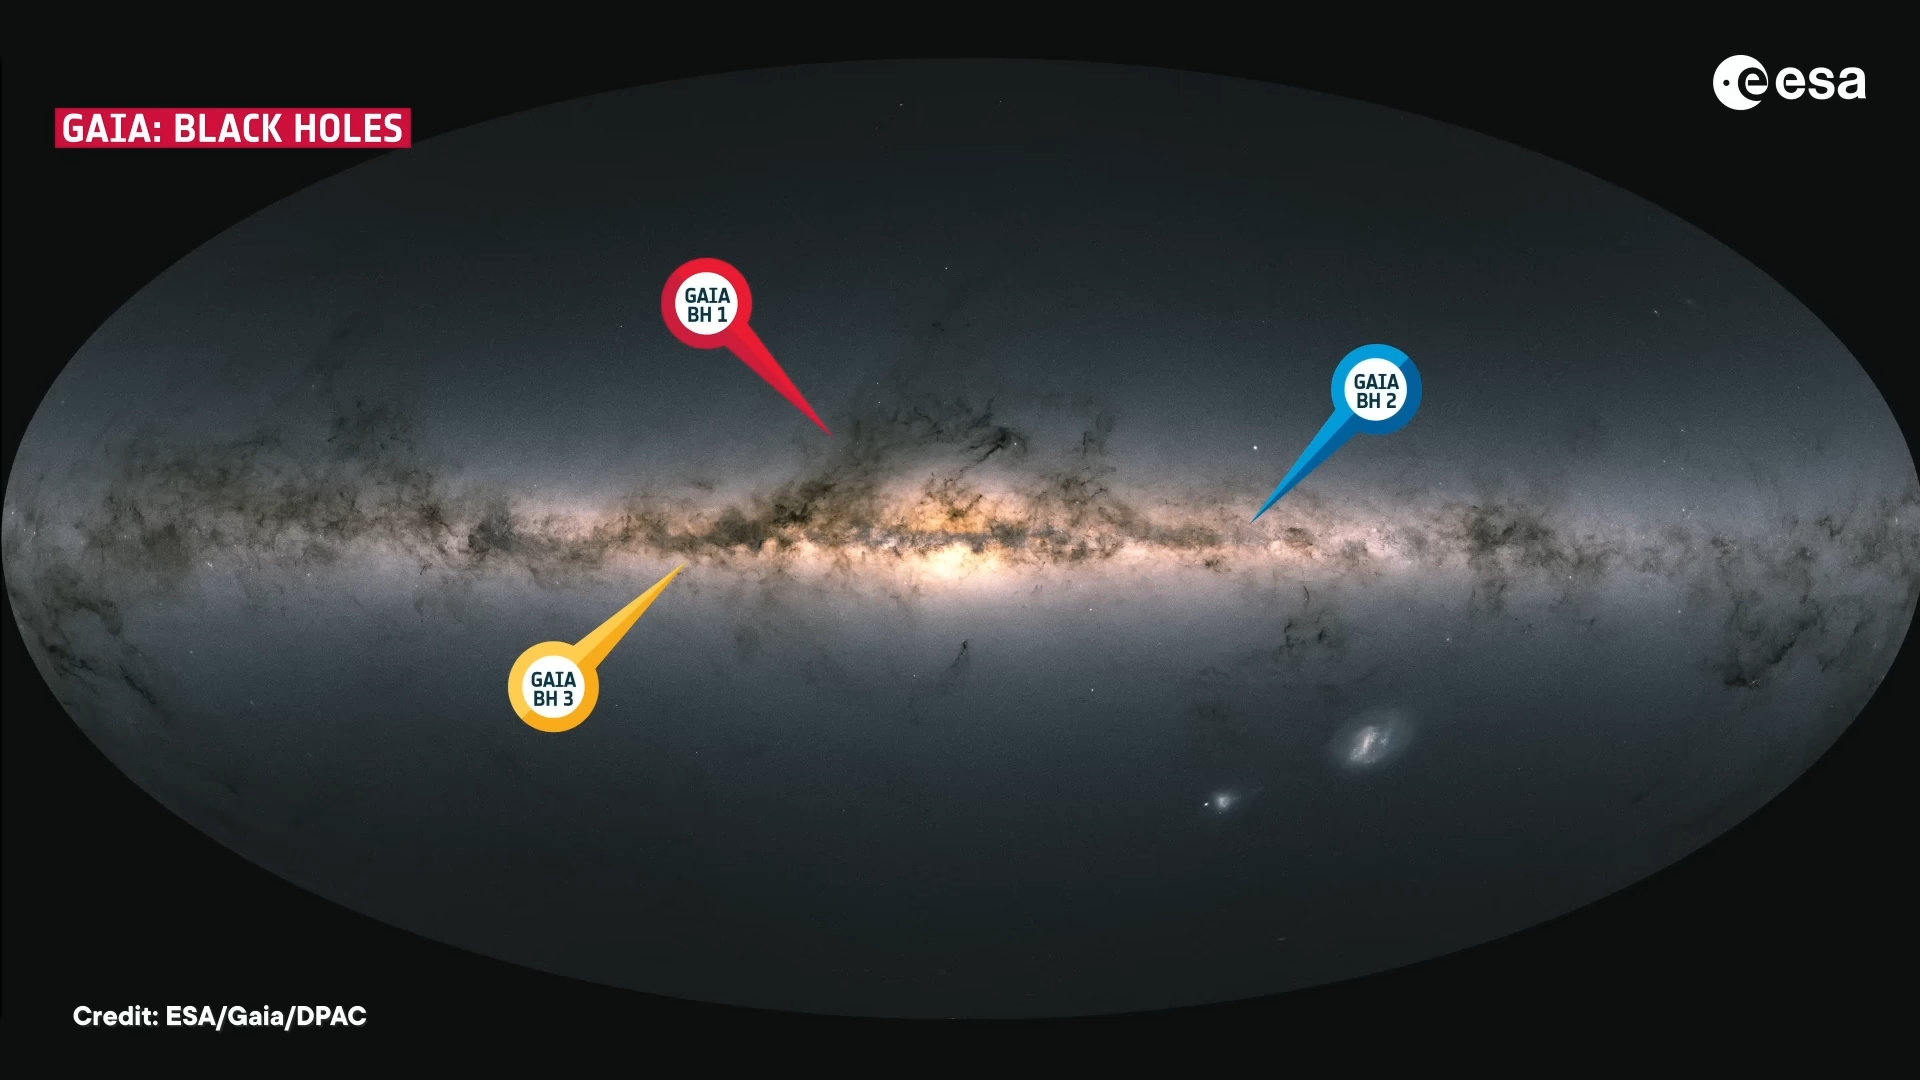 esa
GAIA: BLACK HOLES
GAIA
BH 1
GAIA
BH 2
GAIA
BH 3
Credit: ESA/Gaia/DPAC